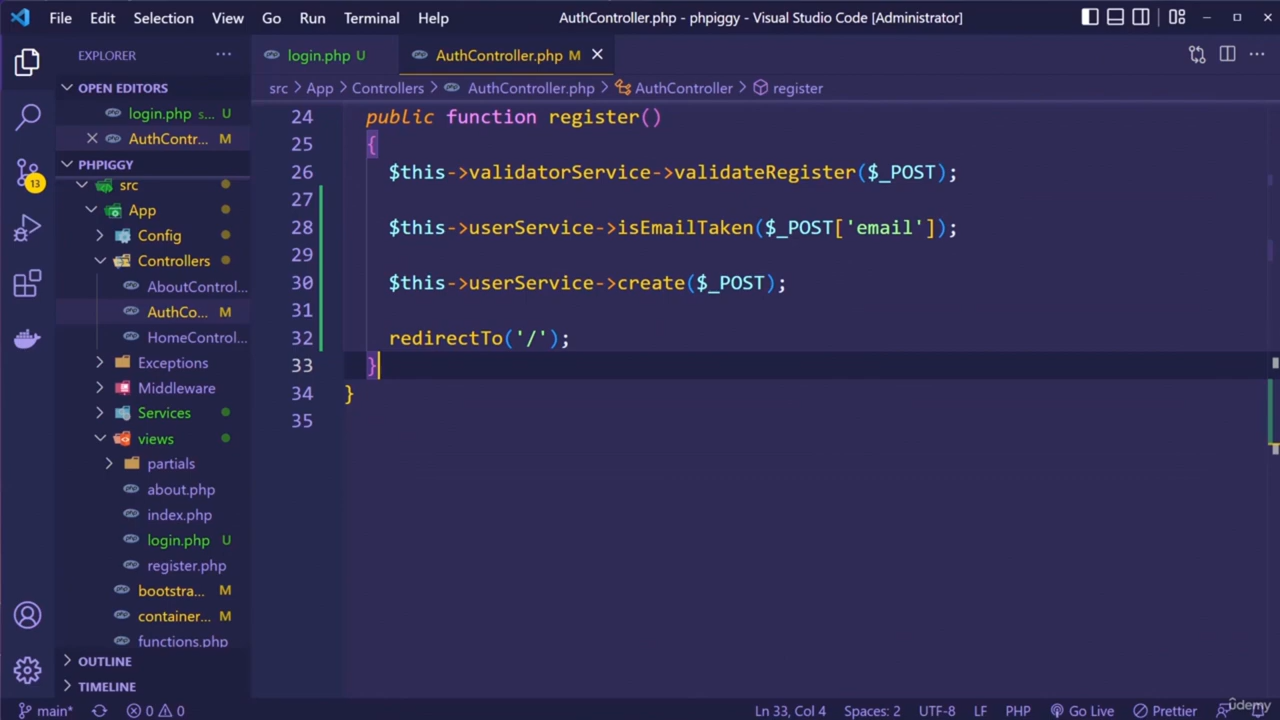 File Edit Selection View Go Run Terminal Help AuthController.php - phpiggy - Visual Studio Code [Administrator]
EXPLORER ···
OPEN EDITORS
login.php s... U
AuthContr... M
PHPIGGY
src
App
Config
Controllers
AboutControl...
AuthCo... M
HomeControl...
Exceptions
Middleware
Services
views
partials
about.php
index.php
login.php U
register.php
bootstra... M
container... M
functions.php
OUTLINE
TIMELINE
13
login.php U AuthController.php M
src > App > Controllers > AuthController.php > AuthController > register
24 public function register()
25 {
26 $this->validatorService->validateRegister($_POST);
27
28 $this->userService->isEmailTaken($_POST['email']);
29
30 $this->userService->create($_POST);
31
32 redirectTo('/');
33 }
34 }
35
main* 0 0 Ln 33, Col 4 Spaces: 2 UTF-8 LF PHP Go Live Prettier
ûdemy